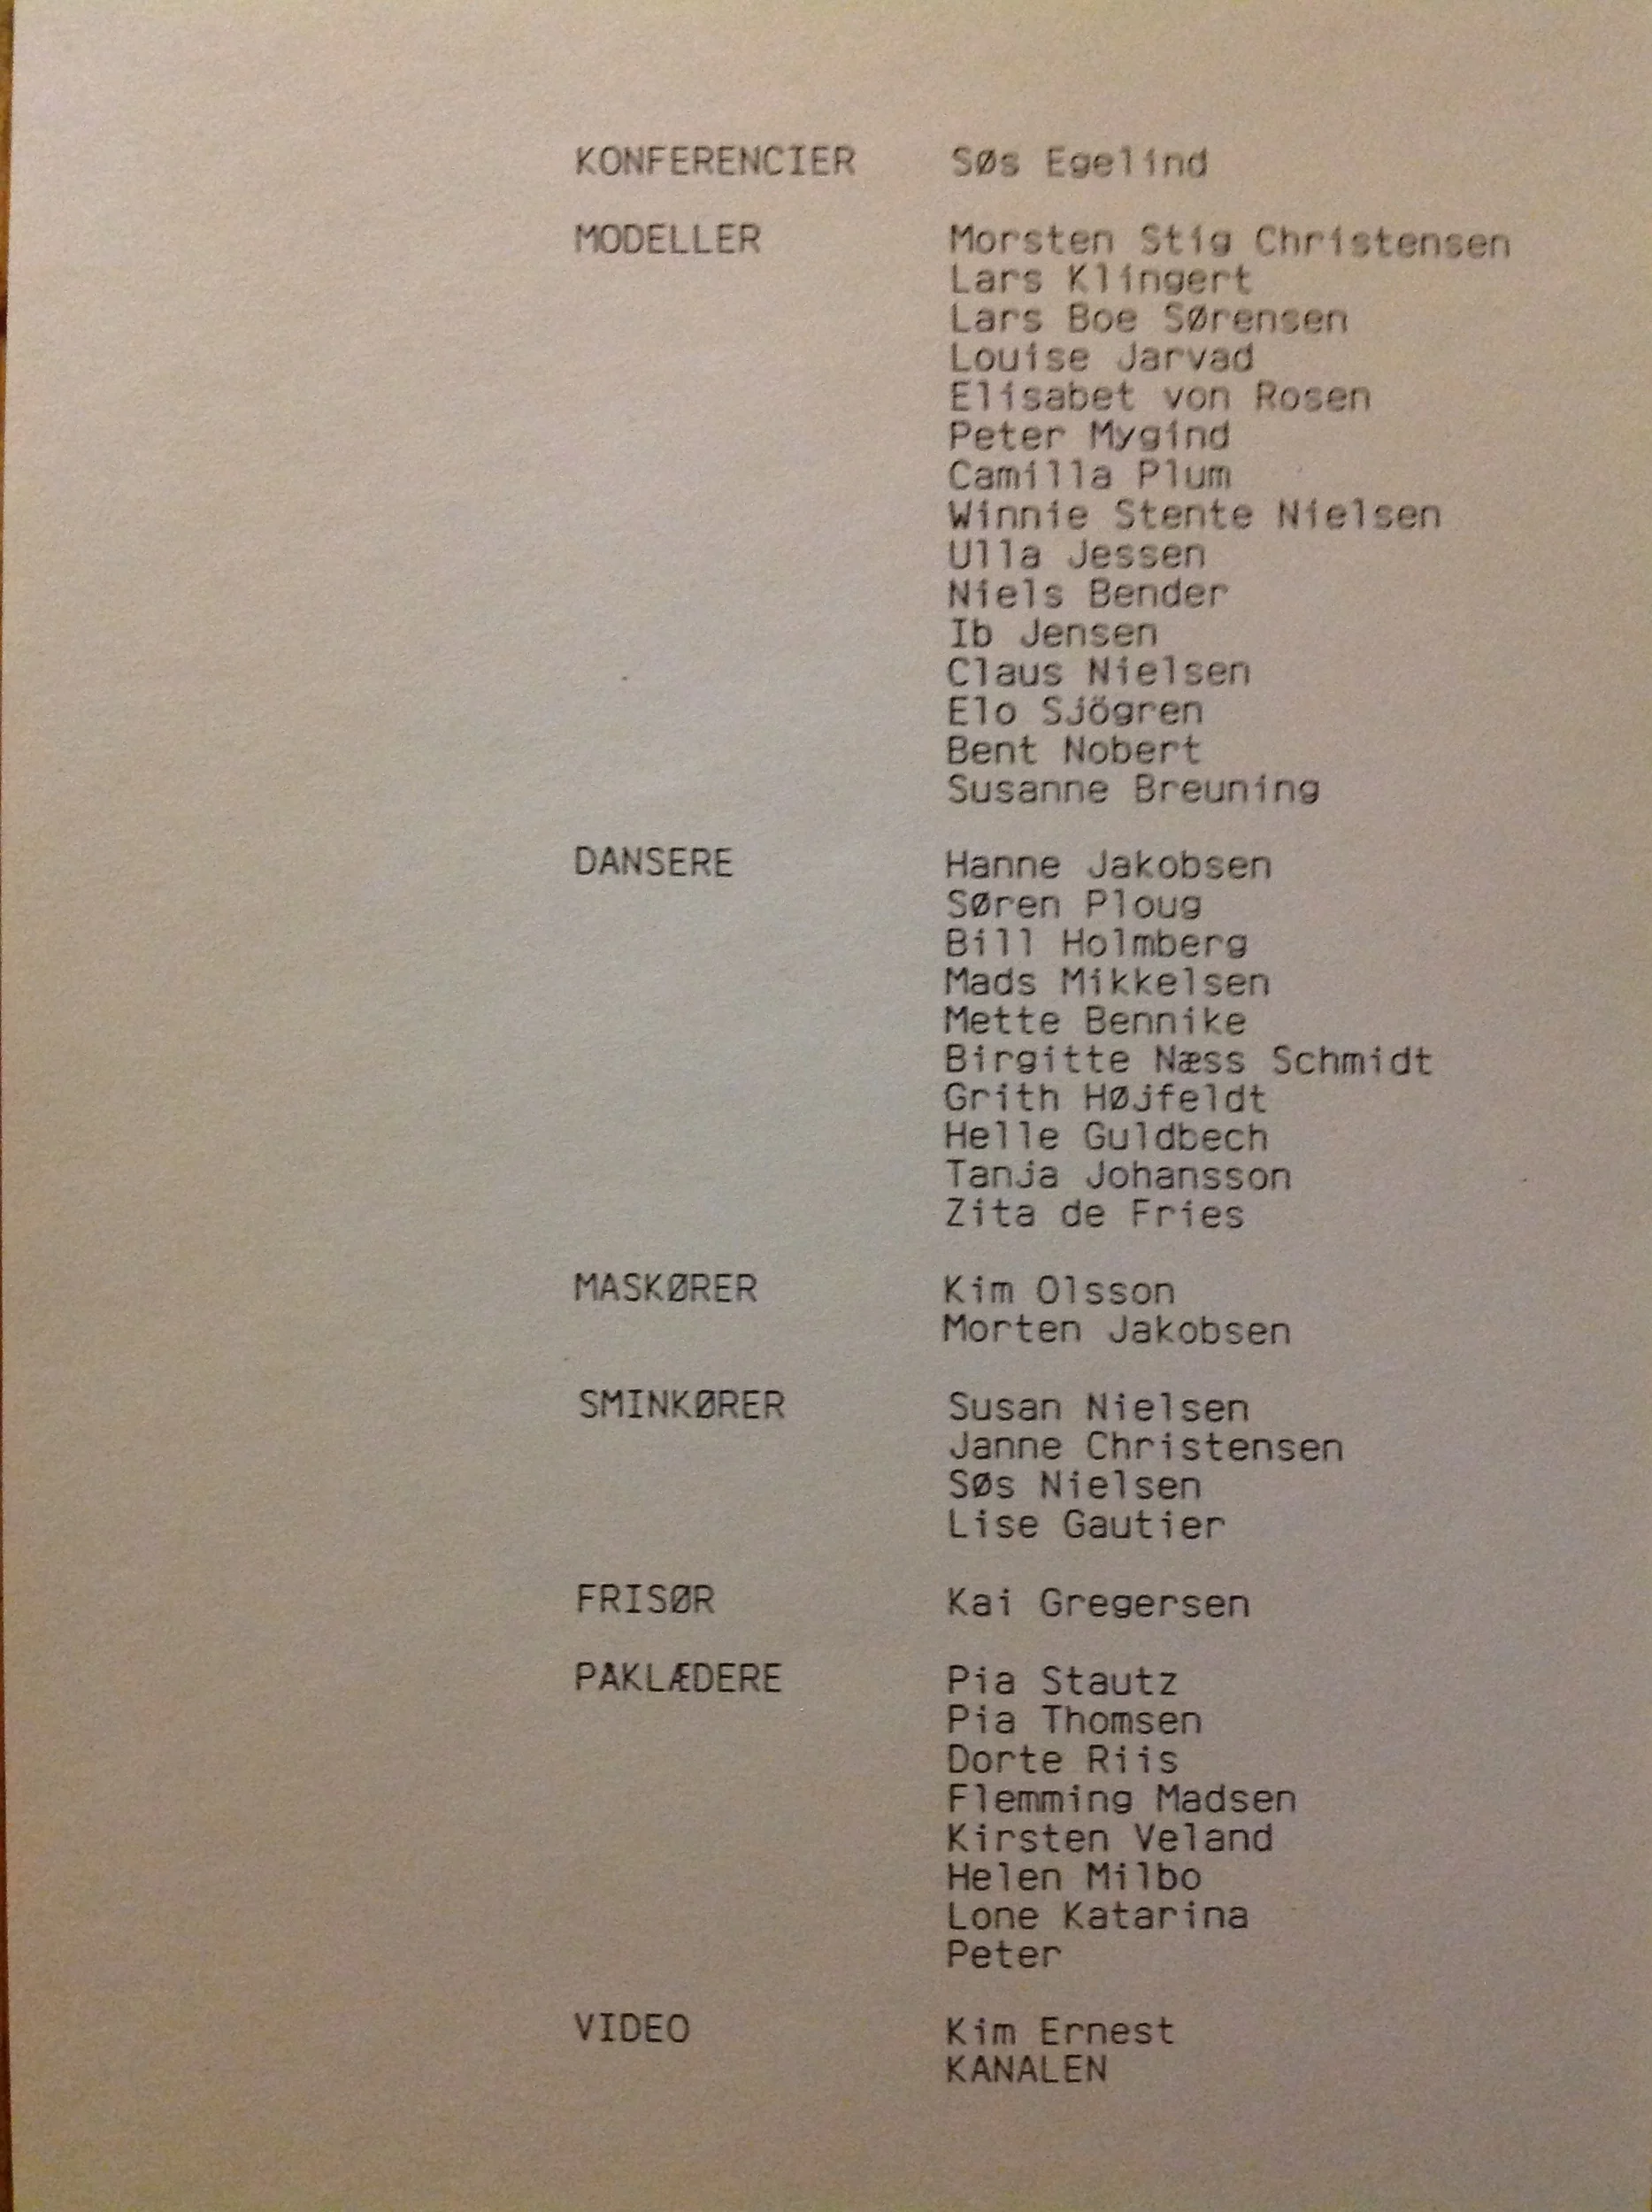 KONFERENCIER Søs Egelind
MODELLER Morsten Stig Christensen
Lars Klingert
Lars Boe Sørensen
Louise Jarvad
Elisabet von Rosen
Peter Mygind
Camilla Plum
Winnie Stente Nielsen
Ulla Jessen
Niels Bender
Ib Jensen
Claus Nielsen
Elo Sjögren
Bent Nobert
Susanne Breuning
DANSERE Hanne Jakobsen
Søren Ploug
Bill Holmberg
Mads Mikkelsen
Mette Bennike
Birgitte Næss Schmidt
Grith Højfeldt
Helle Guldbech
Tanja Johansson
Zita de Fries
MASKØRER Kim Olsson
Morten Jakobsen
SMINKØRER Susan Nielsen
Janne Christensen
Søs Nielsen
Lise Gautier
FRISØR Kai Gregersen
PAKLÆDERE Pia Stautz
Pia Thomsen
Dorte Riis
Flemming Madsen
Kirsten Veland
Helen Milbo
Lone Katarina
Peter
VIDEO Kim Ernest
KANALEN